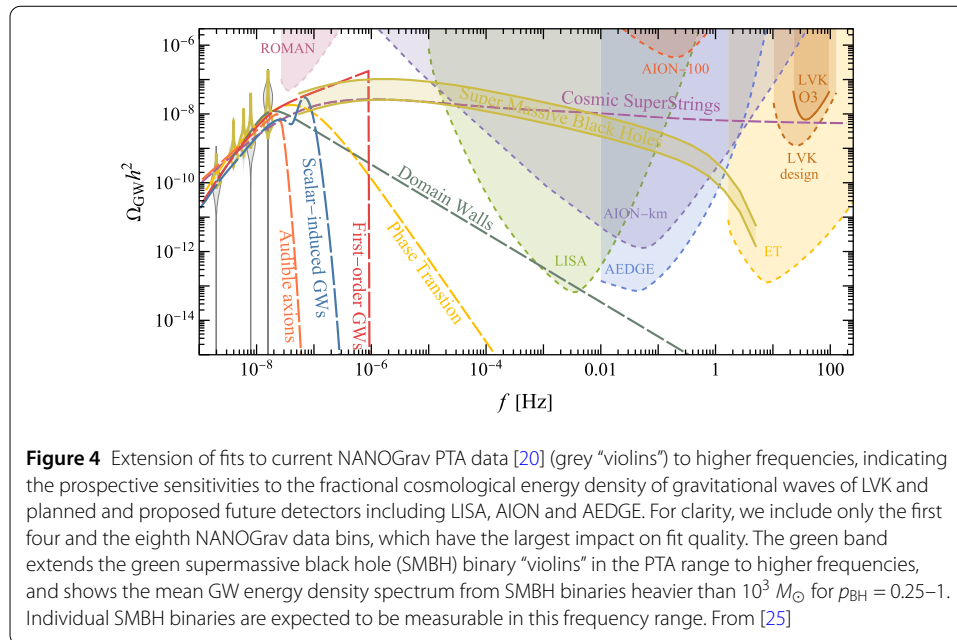 10⁻⁶
10⁻⁸
10⁻¹⁰
10⁻¹²
10⁻¹⁴
Ω_GW h²
ROMAN
AION-100
LVK
O3
Cosmic SuperStrings
Super Massive Black Holes
LVK
design
Domain Walls
AION-km
ET
LISA
AEDGE
Audible axions
Scalar-induced GWs
First-order GWs
Phase Transtion
10⁻⁸
10⁻⁶
10⁻⁴
0.01
1
100
f [Hz]
Figure 4 Extension of fits to current NANOGrav PTA data [20] (grey “violins”) to higher frequencies, indicating
the prospective sensitivities to the fractional cosmological energy density of gravitational waves of LVK and
planned and proposed future detectors including LISA, AION and AEDGE. For clarity, we include only the first
four and the eighth NANOGrav data bins, which have the largest impact on fit quality. The green band
extends the green supermassive black hole (SMBH) binary “violins” in the PTA range to higher frequencies,
and shows the mean GW energy density spectrum from SMBH binaries heavier than 10³ M⊙ for p_BH = 0.25–1.
Individual SMBH binaries are expected to be measurable in this frequency range. From [25]